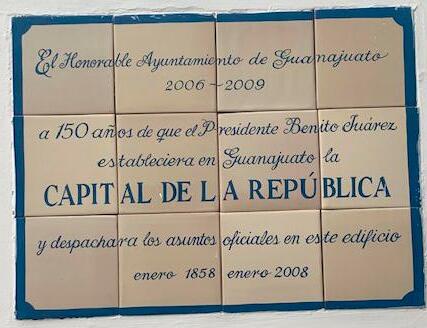 El Honorable Ayuntamiento de Guanajuato
2006-2009
a 150 años de que el Presidente Benito Juárez
estableciera en Guanajuato la
CAPITAL DE LA REPÚBLICA
y despachara los asuntos oficiales en este edificio
enero 1858 enero 2008